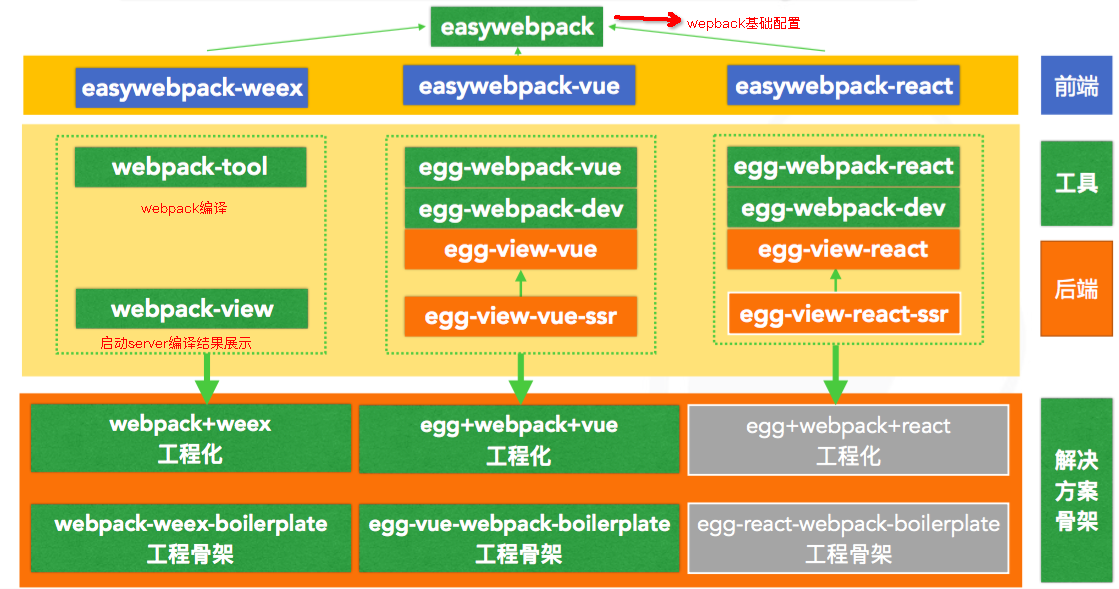 easywebpack
wepback基础配置
easywebpack-weex
easywebpack-vue
easywebpack-react
前端
webpack-tool
webpack编译
webpack-view
启动server编译结果展示
egg-webpack-vue
egg-webpack-dev
egg-view-vue
egg-view-vue-ssr
egg-webpack-react
egg-webpack-dev
egg-view-react
egg-view-react-ssr
工具
后端
webpack+weex
工程化
egg+webpack+vue
工程化
egg+webpack+react
工程化
webpack-weex-boilerplate
工程骨架
egg-vue-webpack-boilerplate
工程骨架
egg-react-webpack-boilerplate
工程骨架
解决
方案
骨架